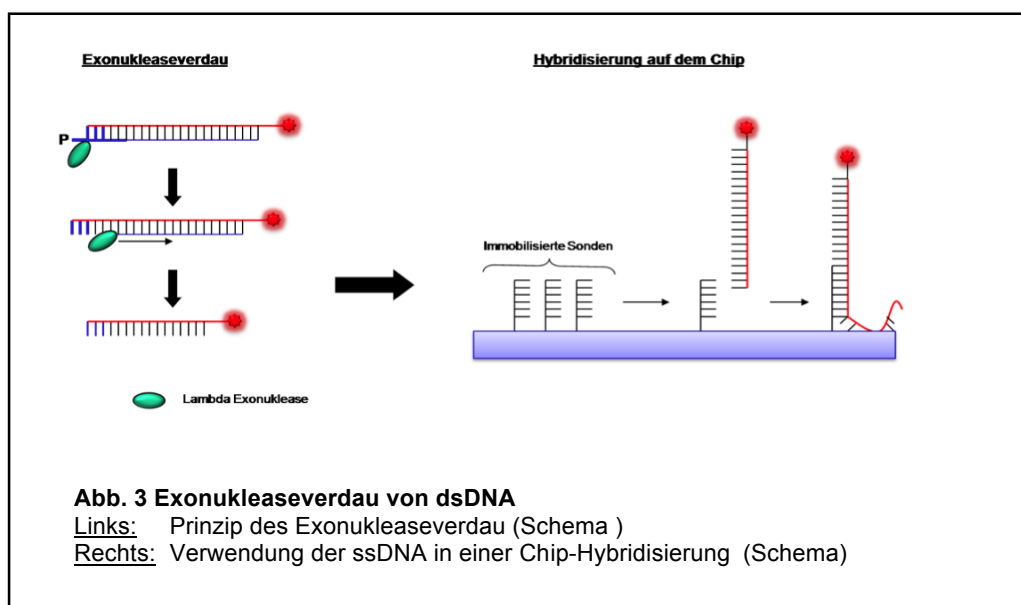 Exonukleaseverdau
Hybridisierung auf dem Chip
P
Immobilisierte Sonden
Lambda Exonuklease
Abb. 3 Exonukleaseverdau von dsDNA
Links: Prinzip des Exonukleaseverdau (Schema )
Rechts: Verwendung der ssDNA in einer Chip-Hybridisierung (Schema)